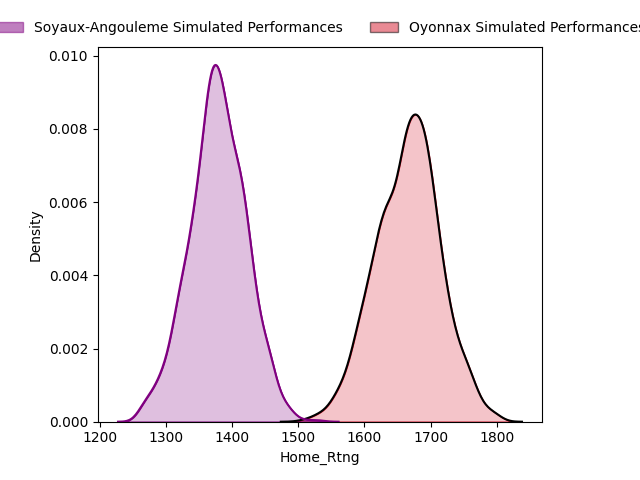 Soyaux-Angouleme Simulated Performances Oyonnax Simulated Performances
0.010
0.008
0.006
0.004
0.002
0.000
Density
1200 1300 1400 1500 1600 1700 1800
Home_Rtng